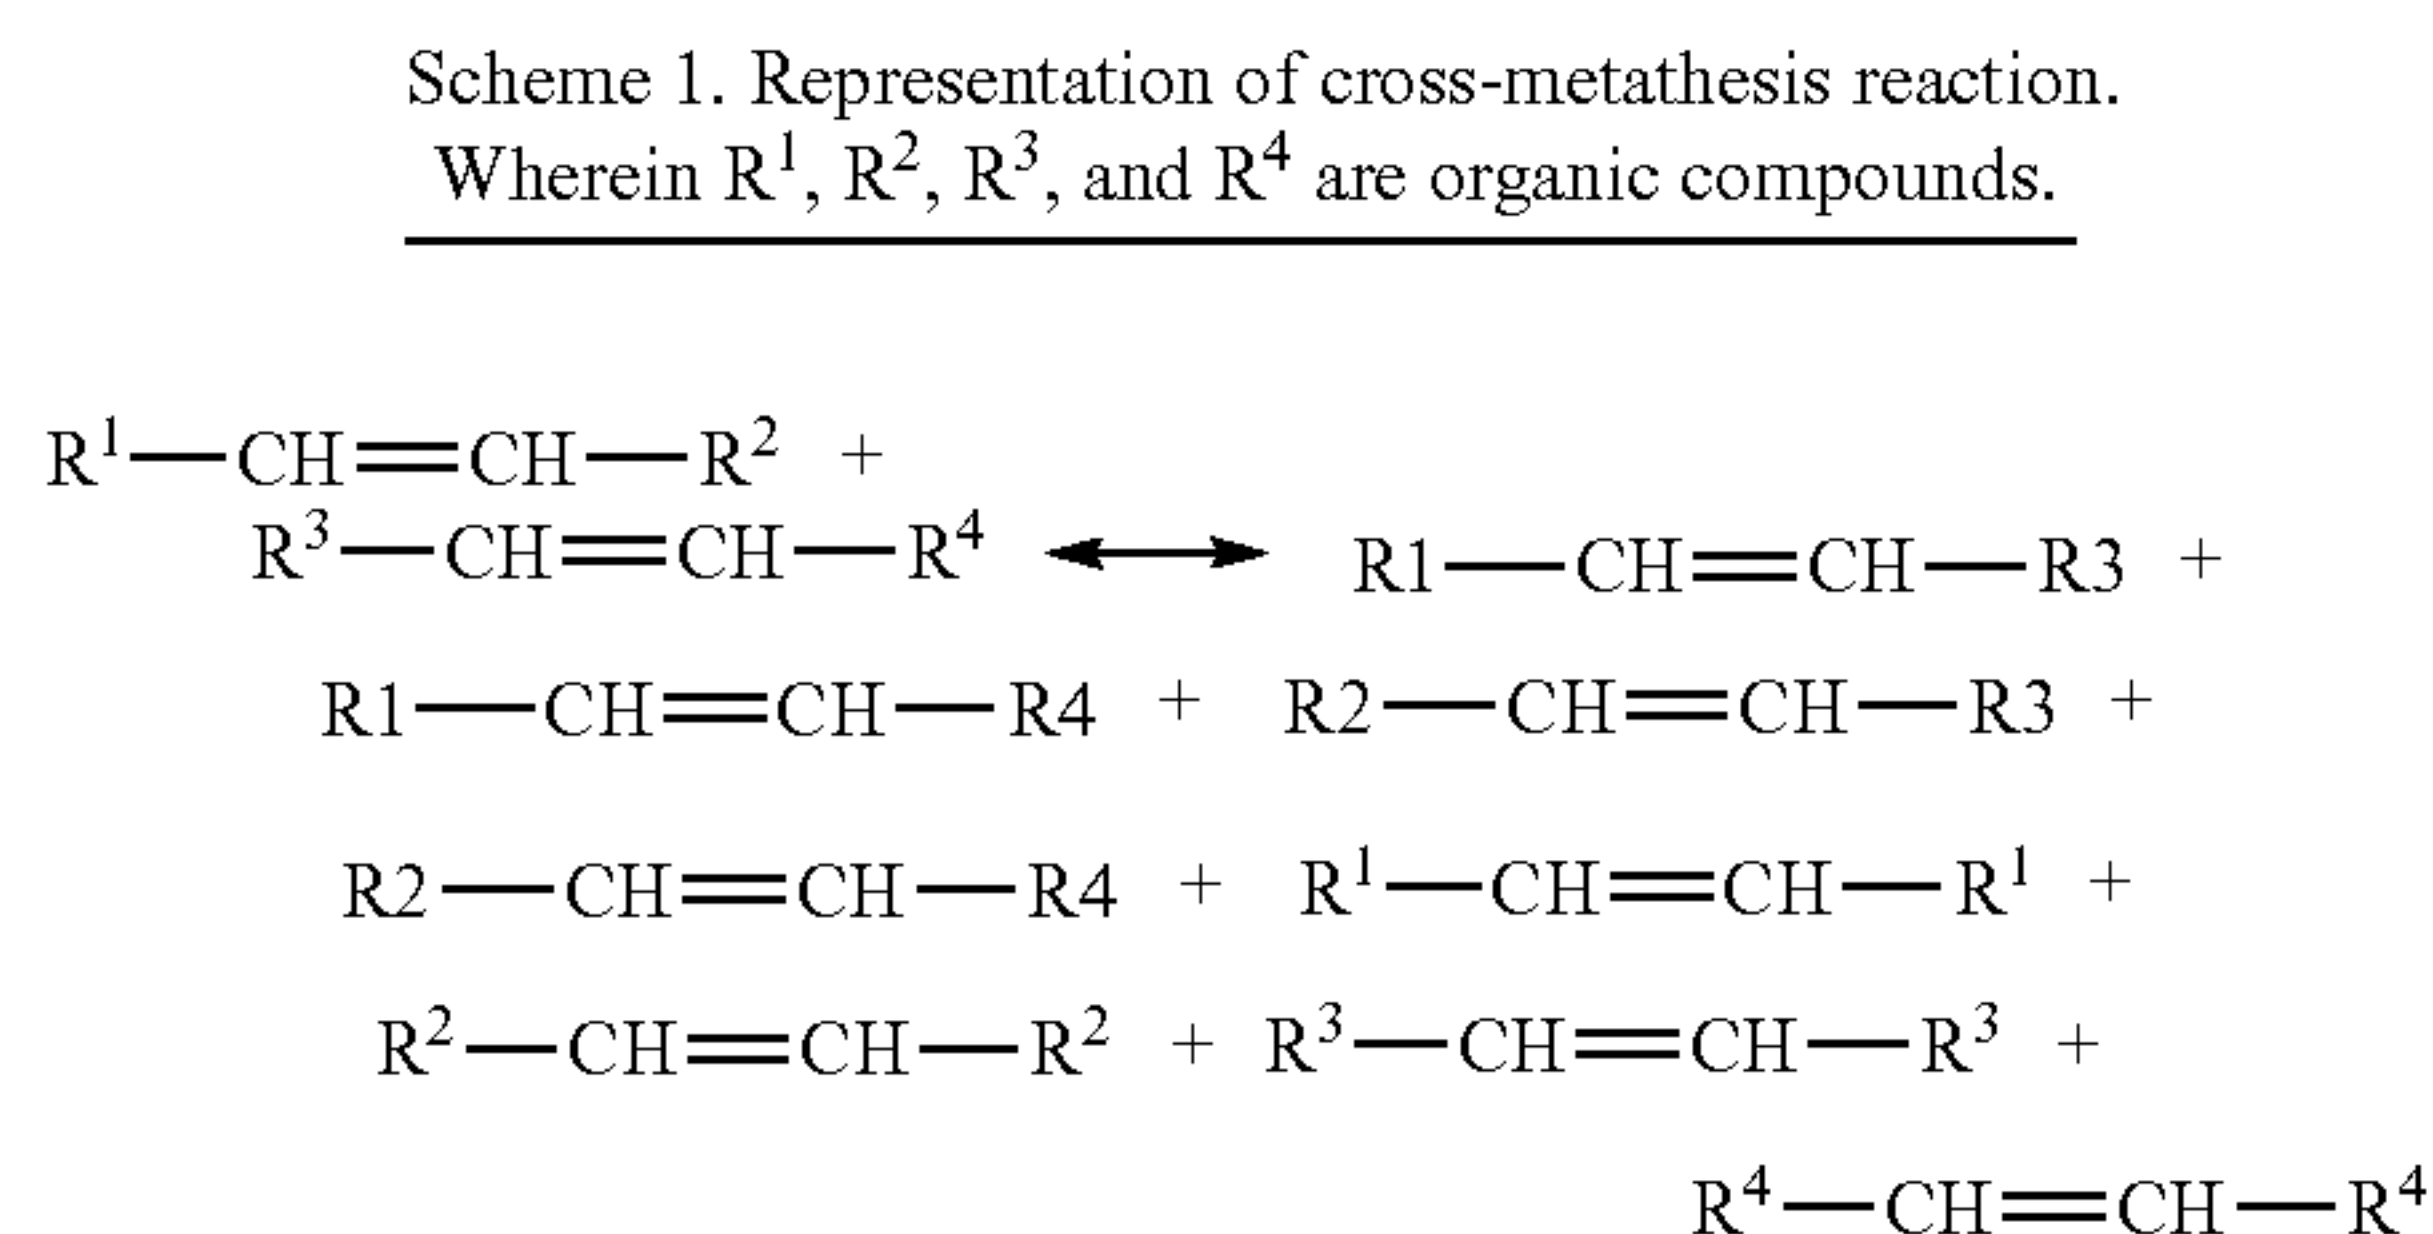 Scheme 1. Representation of cross-metathesis reaction.
Wherein R¹, R², R³, and R⁴ are organic compounds.
R¹—CH=CH—R² +
R³—CH=CH—R⁴ ⟷ R1—CH=CH—R3 +
R1—CH=CH—R4 + R2—CH=CH—R3 +
R2—CH=CH—R4 + R¹—CH=CH—R¹ +
R²—CH=CH—R² + R³—CH=CH—R³ +
R⁴—CH=CH—R⁴